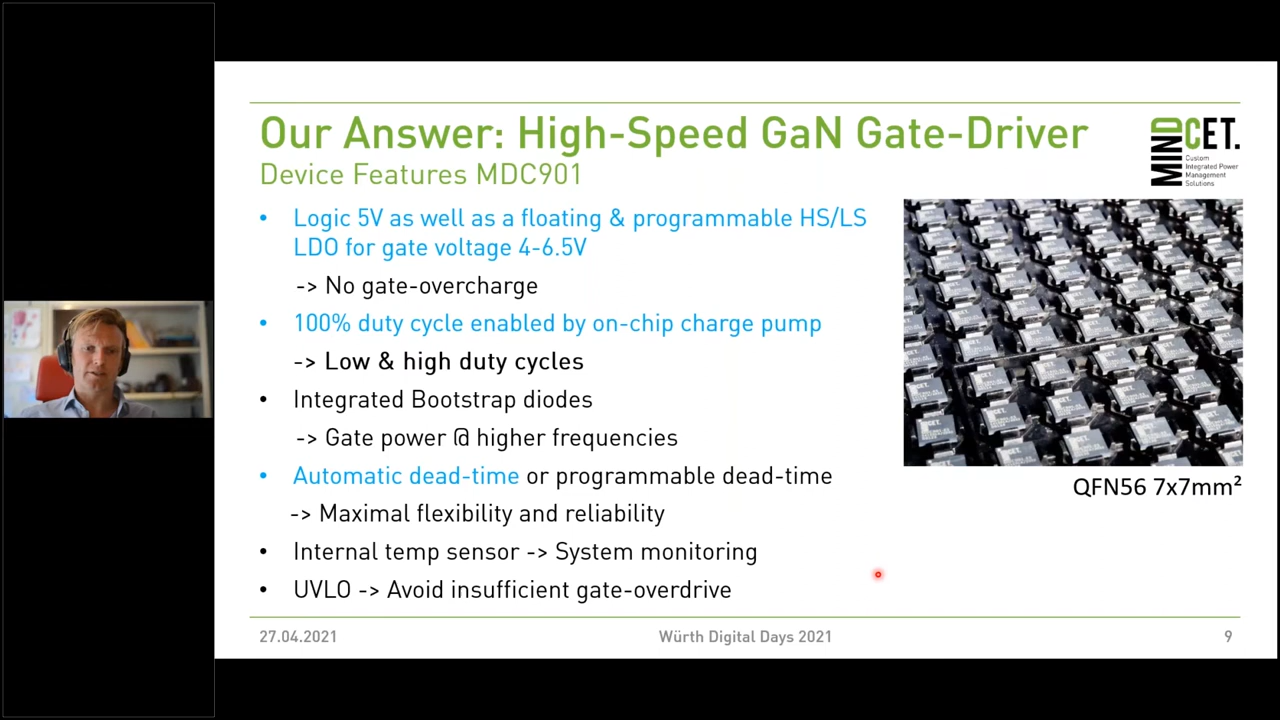 Our Answer: High-Speed GaN Gate-Driver
Device Features MDC901
MINDCET.
Custom
Integrated Power
Management
Solutions
• Logic 5V as well as a floating & programmable HS/LS
LDO for gate voltage 4-6.5V
-> No gate-overcharge
• 100% duty cycle enabled by on-chip charge pump
-> Low & high duty cycles
• Integrated Bootstrap diodes
-> Gate power @ higher frequencies
• Automatic dead-time or programmable dead-time
-> Maximal flexibility and reliability
• Internal temp sensor -> System monitoring
• UVLO -> Avoid insufficient gate-overdrive
QFN56 7x7mm²
27.04.2021
Würth Digital Days 2021
9